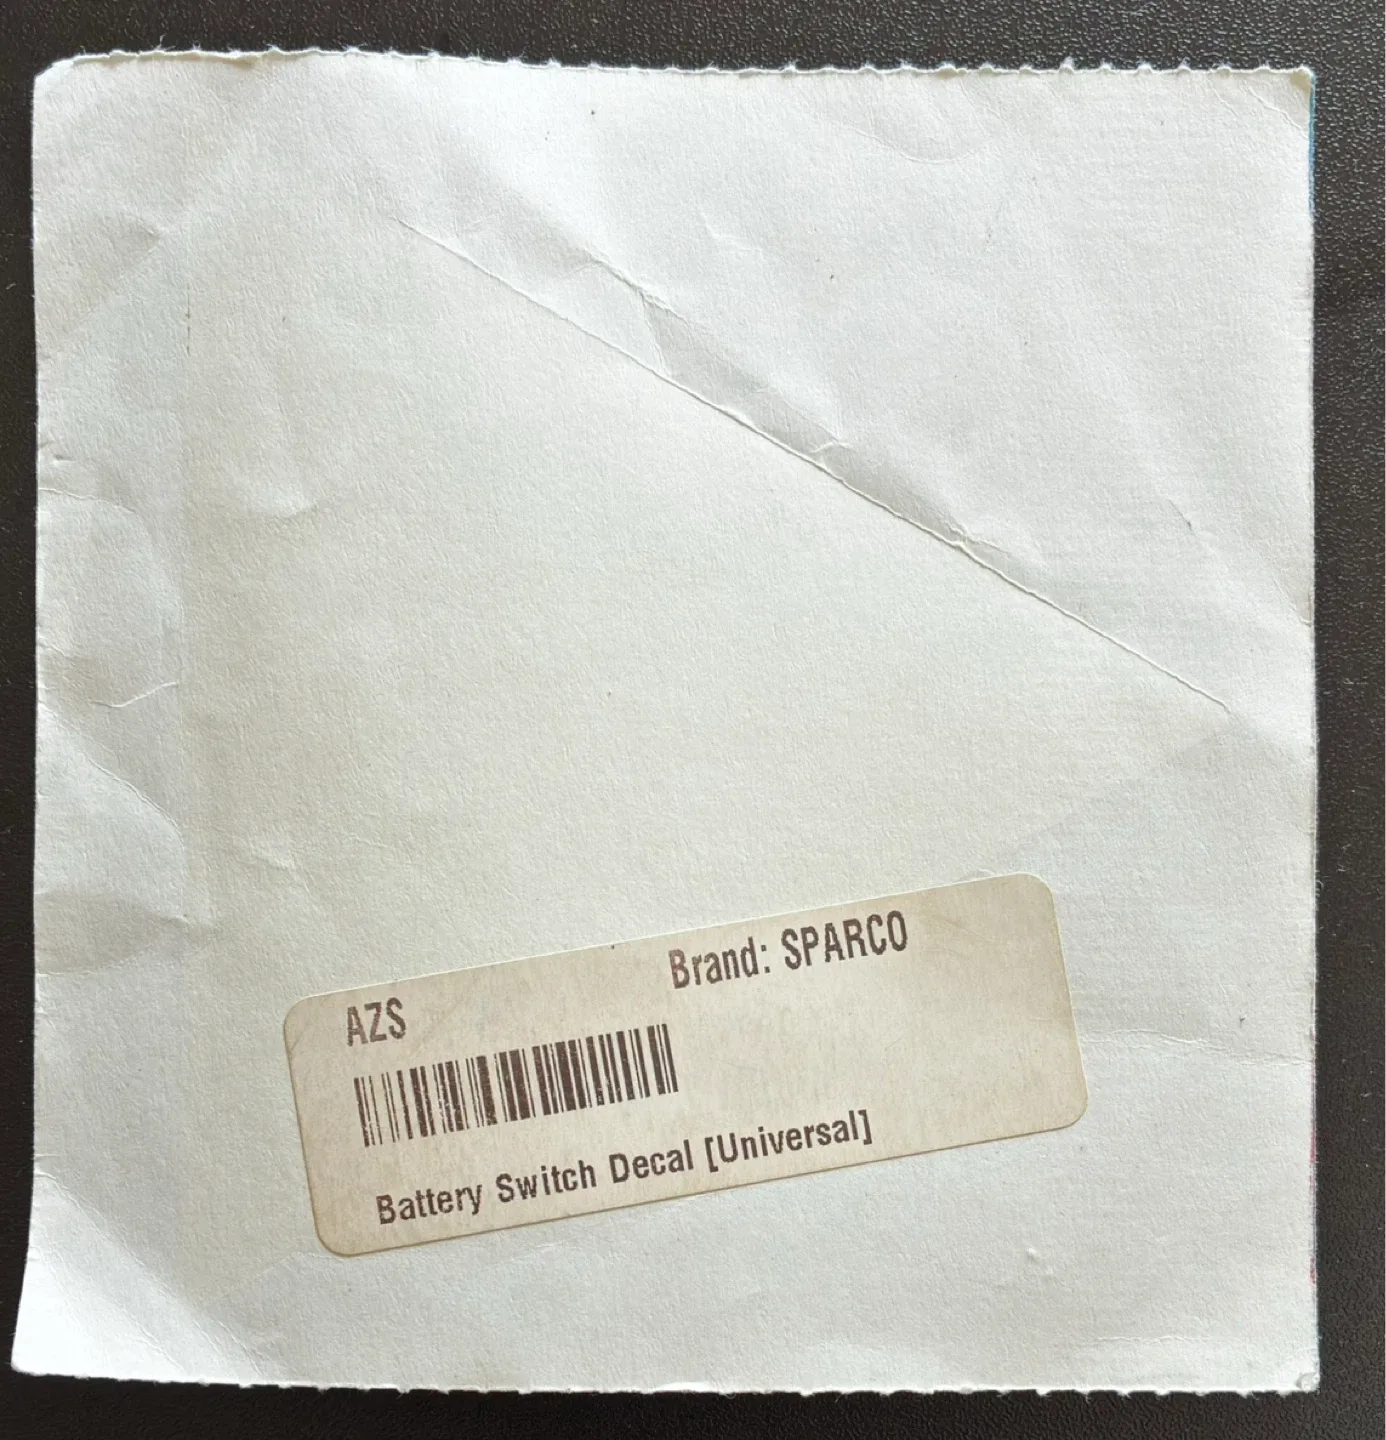 Brand: SPARCO
AZS
Battery Switch Decal [Universal]